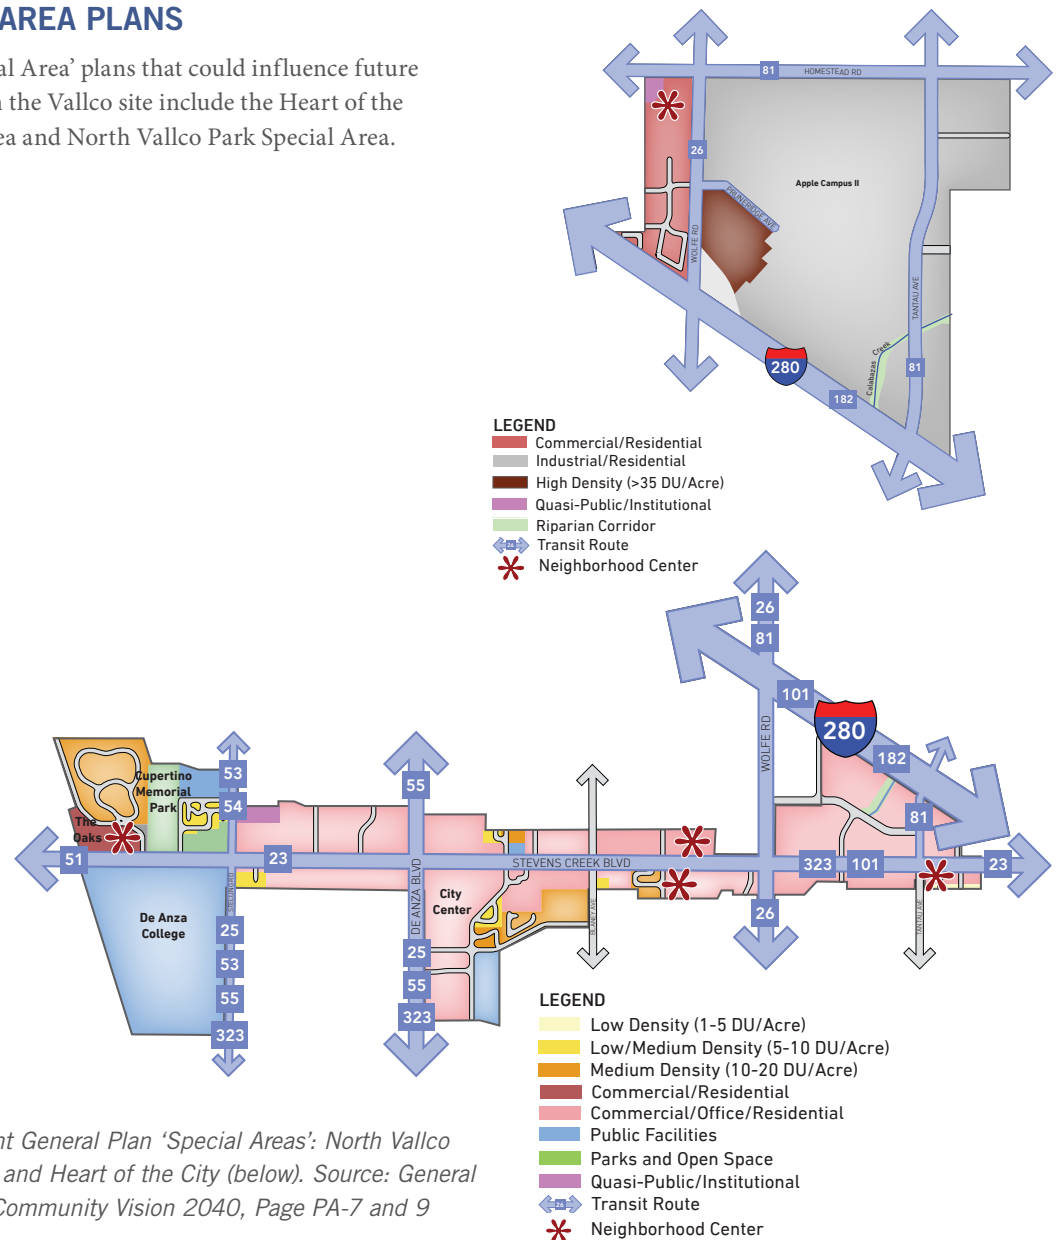 AREA PLANS
al Area’ plans that could influence future
n the Vallco site include the Heart of the
ea and North Vallco Park Special Area.
81
HOMESTEAD RD
26
Apple Campus II
PRUNERIDGE AVE
WOLFE RD
TANTAU AVE
Calabazas Creek
280
81
182
LEGEND
Commercial/Residential
Industrial/Residential
High Density (>35 DU/Acre)
Quasi-Public/Institutional
Riparian Corridor
26
Transit Route
Neighborhood Center
26
81
101
280
WOLFE RD
182
53
Cupertino
Memorial
Park
54
55
81
The
Oaks
51
23
STEVENS CREEK BLVD
323
101
23
DE ANZA BLVD
City
Center
De Anza
College
BLANEY AVE
TANTAU AVE
26
25
53
55
323
25
55
323
LEGEND
Low Density (1-5 DU/Acre)
Low/Medium Density (5-10 DU/Acre)
Medium Density (10-20 DU/Acre)
Commercial/Residential
Commercial/Office/Residential
Public Facilities
Parks and Open Space
Quasi-Public/Institutional
26
Transit Route
Neighborhood Center
nt General Plan ‘Special Areas’: North Vallco
and Heart of the City (below). Source: General
Community Vision 2040, Page PA-7 and 9